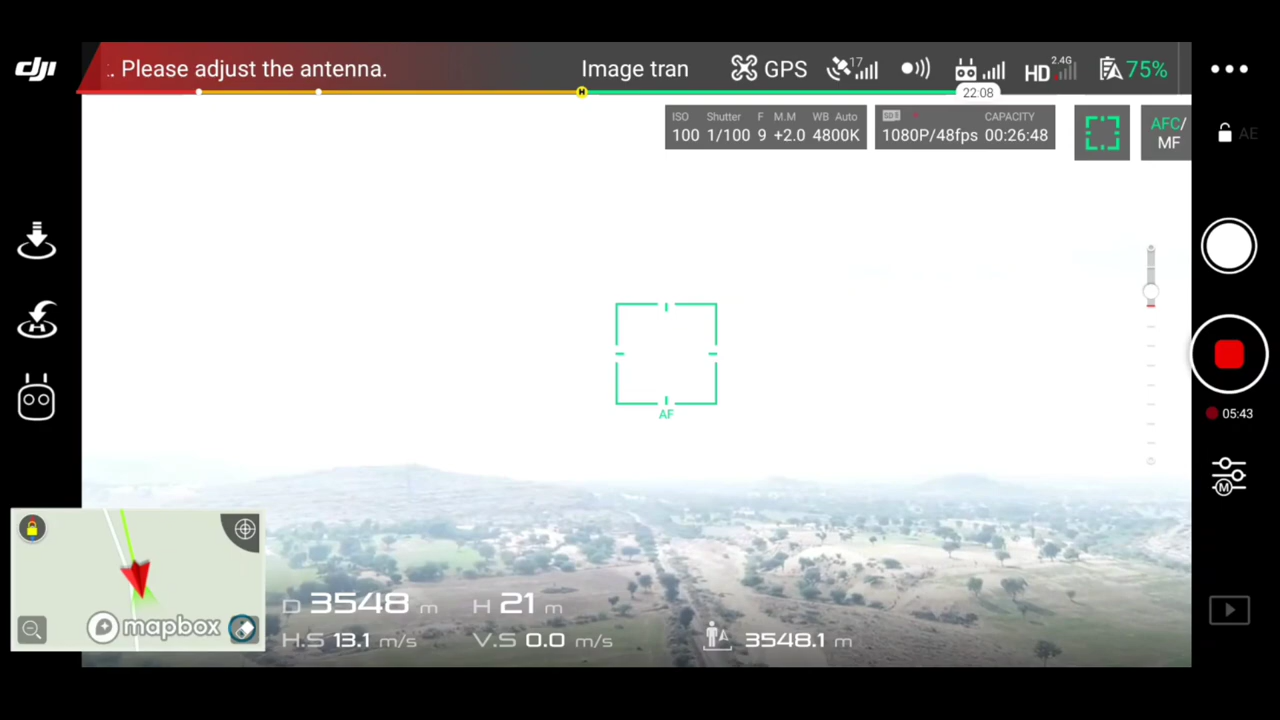 dji
:. Please adjust the antenna.
Image tran
GPS
17
HD 2.4G
75%
22:08
ISO Shutter F M.M WB Auto
100 1/100 9 +2.0 4800K
CAPACITY
1080P/48fps 00:26:48
AFC/
MF
AE
H
AF
05:43
M
D 3548 m H 21 m
mapbox
H.S 13.1 m/s V.S 0.0 m/s 3548.1 m